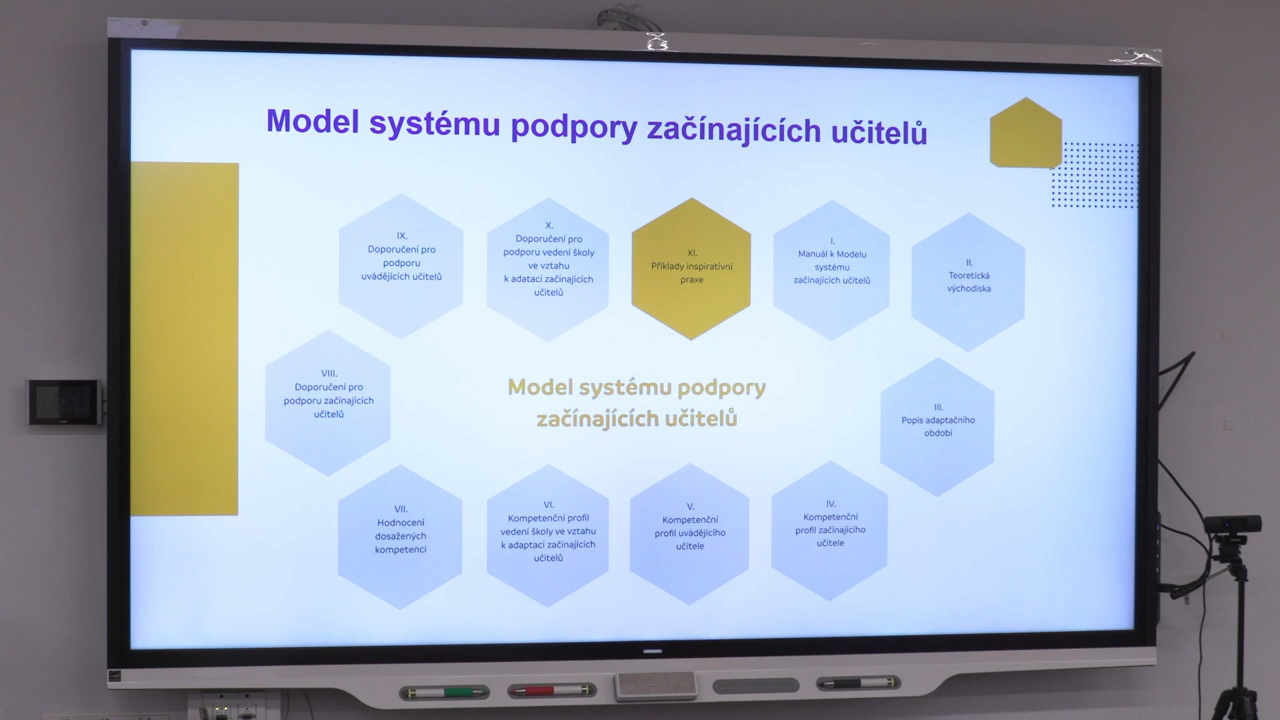 Model systému podpory začínajících učitelů
IX.
Doporučení pro
podporu
uvádějících učitelů
X.
Doporučení pro
podporu vedení školy
ve vztahu
k adataci začínajících
učitelů
XI.
Příklady inspirativní
praxe
I.
Manuál k Modelu
systému
začínajících učitelů
II.
Teoretická
východiska
VIII.
Doporučení pro
podporu začínajících
učitelů
Model systému podpory
začínajících učitelů
III.
Popis adaptačního
období
VII.
Hodnocení
dosažených
kompetencí
VI.
Kompetenční profil
vedení školy ve vztahu
k adaptaci začínajících
učitelů
V.
Kompetenční
profil uvádějícího
učitele
IV.
Kompetenční
profil začínajícího
učitele